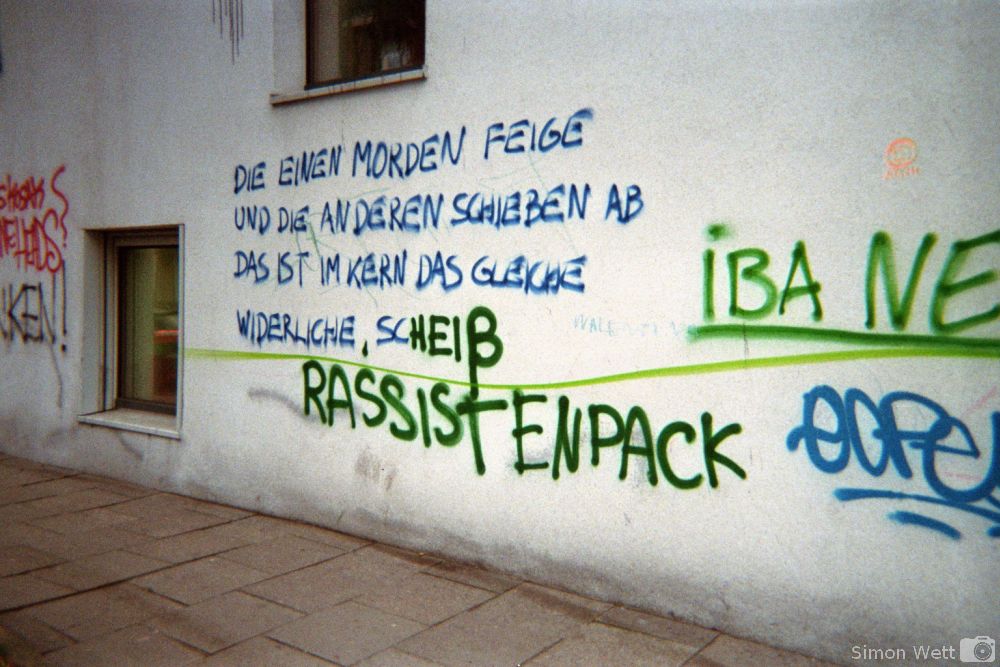 DIE EINEN MORDEN FEIGE
UND DIE ANDEREN SCHIEBEN AB
DAS IST IM KERN DAS GLEICHE
WIDERLICHE, SCHEIß
RASSISTENPACK
IBA NE
Simon Wett